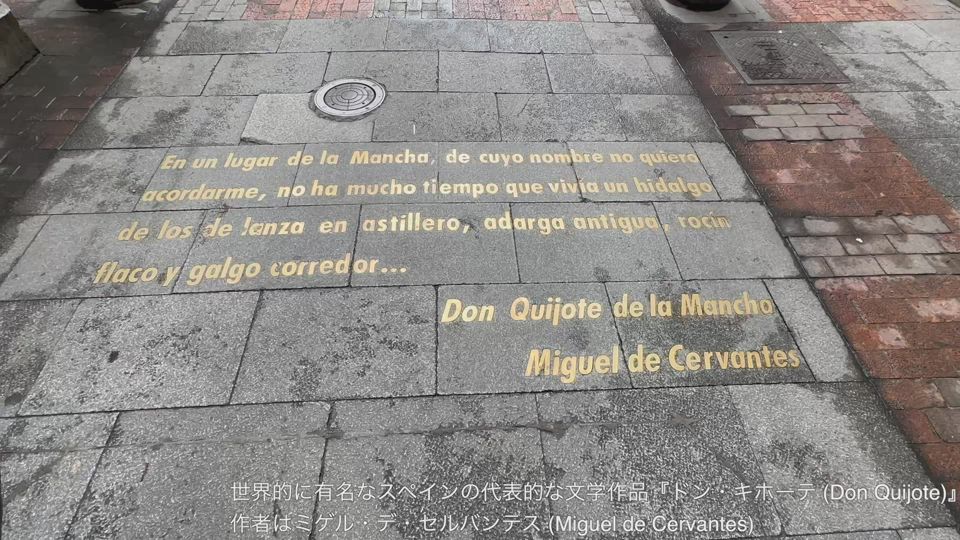 En un lugar de la Mancha, de cuyo nombre no quiero
acordarme, no ha mucho tiempo que vivía un hidalgo
de los de lanza en astillero, adarga antigua, rocín
flaco y galgo corredor...
Don Quijote de la Mancha
Miguel de Cervantes
世界的に有名なスペインの代表的な文学作品『ドン・キホーテ (Don Quijote)』
作者はミゲル・デ・セルバンテス (Miguel de Cervantes)